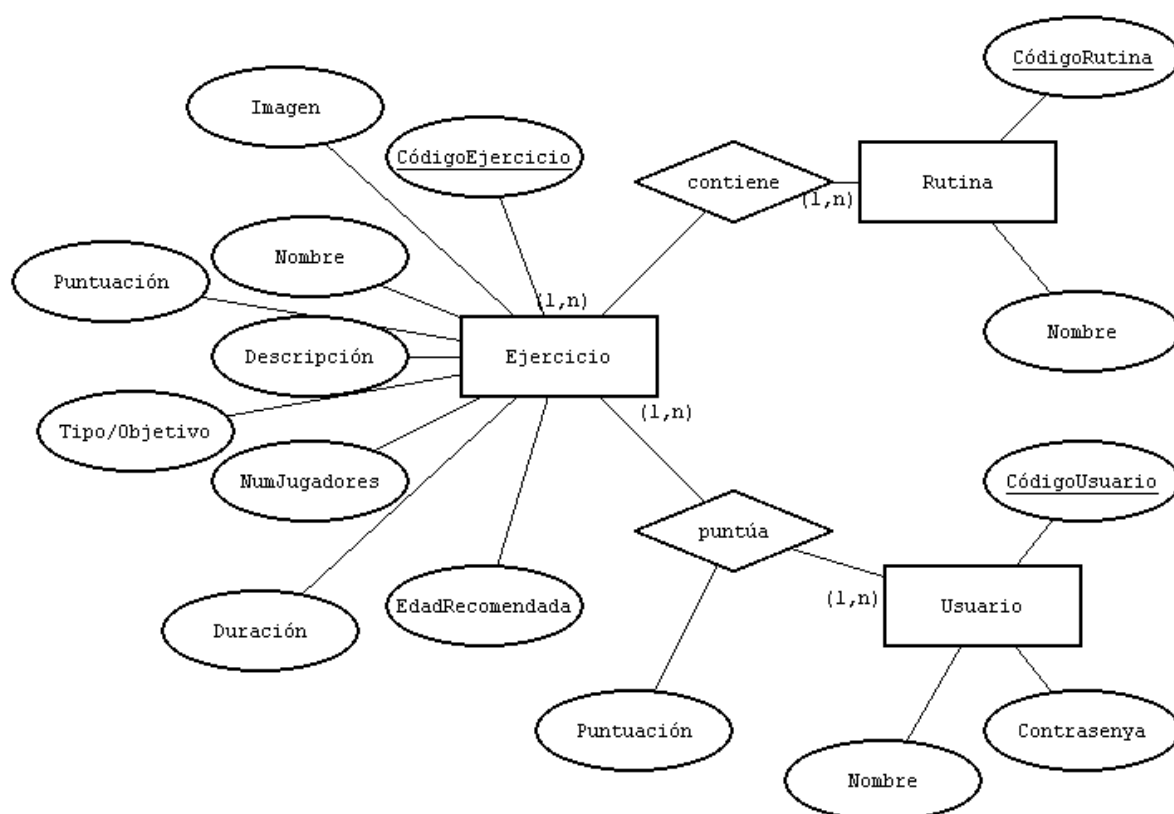 CódigoRutina
Imagen
CódigoEjercicio
contiene
Rutina
(1,n)
Nombre
Puntuación
(1,n)
Nombre
Descripción
Ejercicio
(1,n)
Tipo/Objetivo
NumJugadores
CódigoUsuario
puntúa
EdadRecomendada
(1,n)
Usuario
Duración
Puntuación
Contrasenya
Nombre